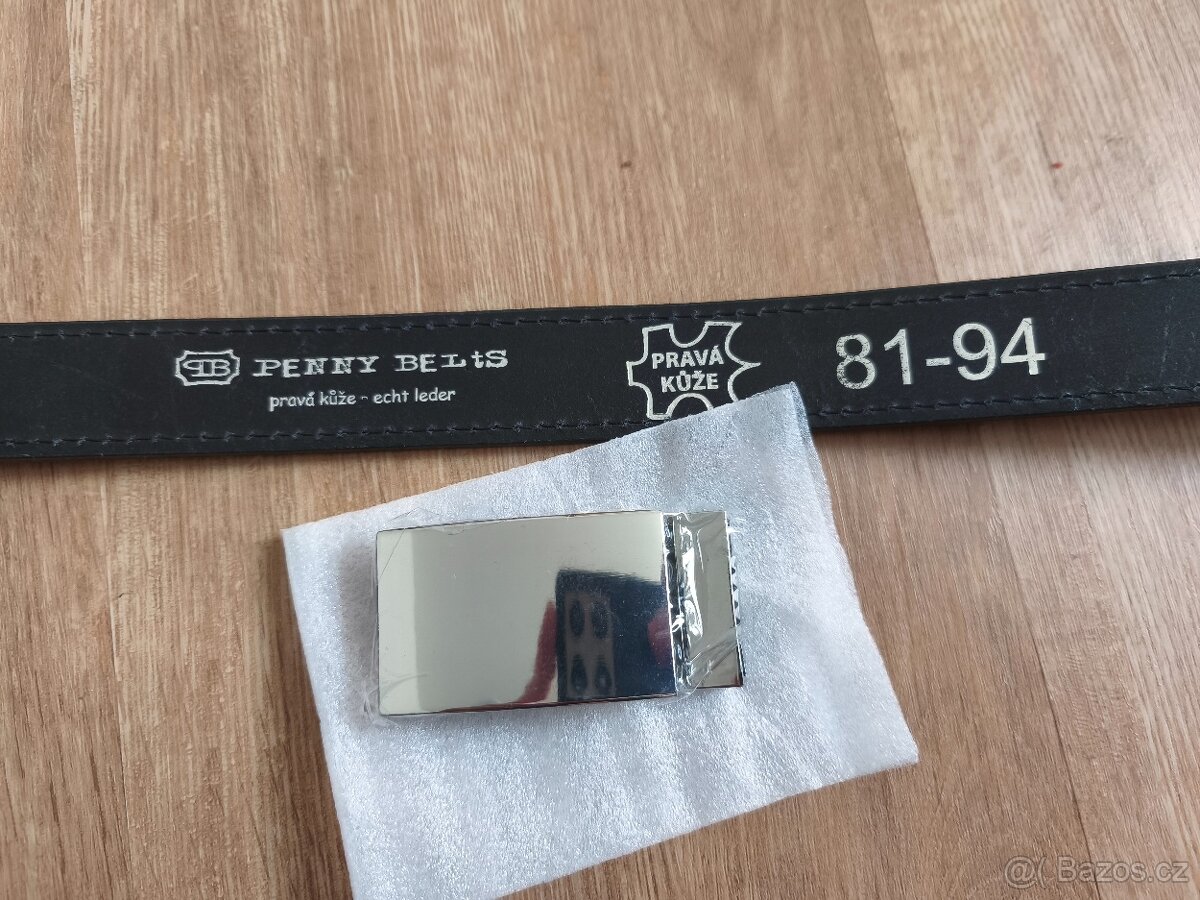 PB PENNY BELtS
pravá kůže - echt leder
PRAVÁ
KŮŽE
81-94
@( Bazos.cz